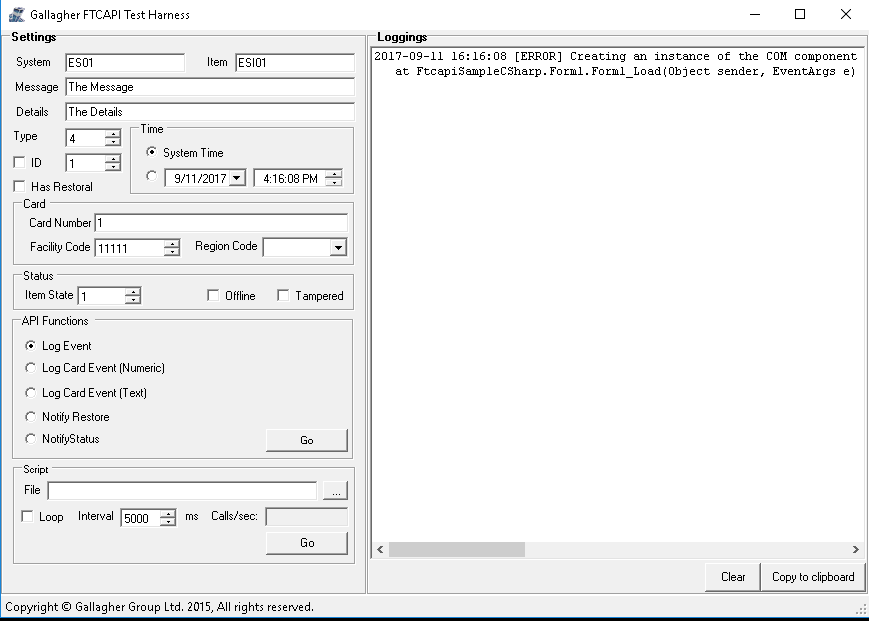 Gallagher FTCAPI Test Harness
Settings
System ES01 Item ESI01
Message The Message
Details The Details
Type 4
Time
System Time
ID 1
9/11/2017 4:16:08 PM
Has Restoral
Card
Card Number 1
Facility Code 11111 Region Code
Status
Item State 1 Offline Tampered
API Functions
Log Event
Log Card Event (Numeric)
Log Card Event (Text)
Notify Restore
NotifyStatus
Go
Script
File ...
Loop Interval 5000 ms Calls/sec:
Go
Loggings
2017-09-11 16:16:08 [ERROR] Creating an instance of the COM component
at FtcapiSampleCSharp.Form1.Form1_Load(Object sender, EventArgs e)
Clear Copy to clipboard
Copyright © Gallagher Group Ltd. 2015, All rights reserved.